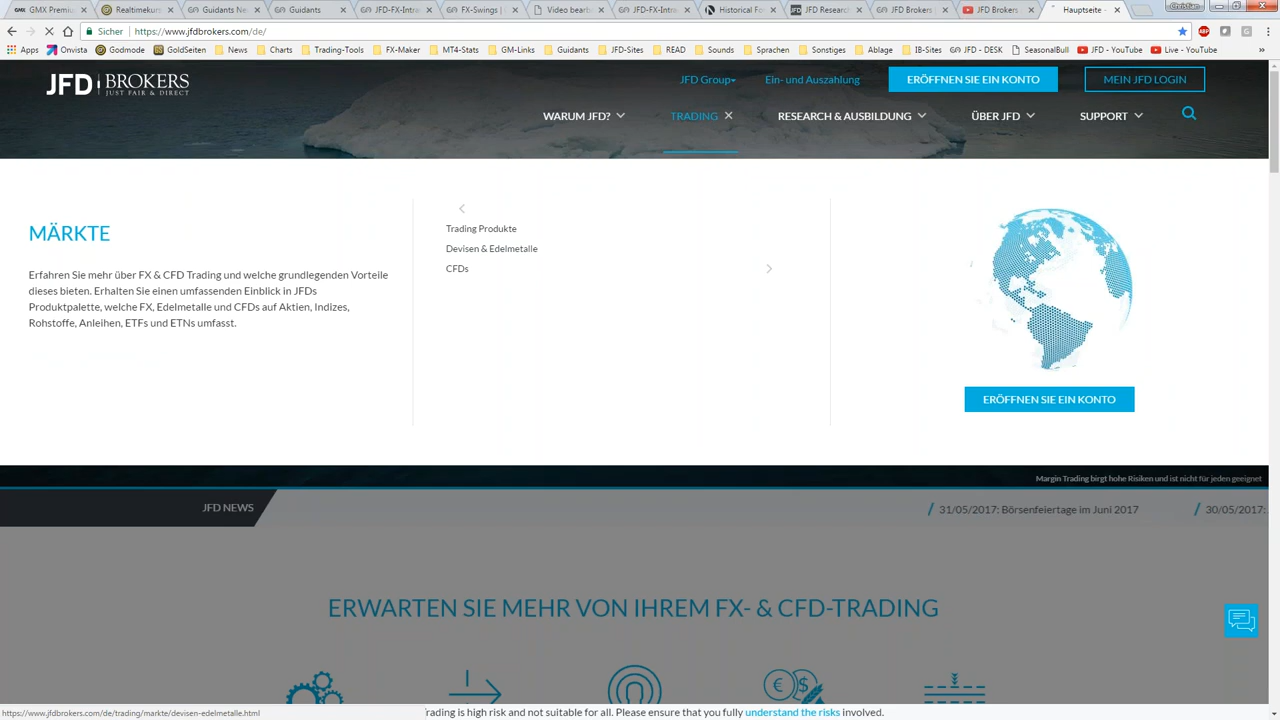 GMX Premium
Realtimekurs
Guidants News
Guidants
JFD-FX-Intra
FX-Swings |
Video bearb
JFD-FX-Intra
Historical Fo
JFD Research
JFD Brokers
JFD Brokers
Hauptseite -
Christian
Sicher | https://www.jfdbrokers.com/de/
Apps Onvista Godmode GoldSeiten News Charts Trading-Tools FX-Maker MT4-Stats GM-Links Guidants JFD-Sites READ Sounds Sprachen Sonstiges Ablage IB-Sites JFD - DESK SeasonalBull JFD - YouTube Live - YouTube
JFD BROKERS
JUST FAIR & DIRECT
JFD Group Ein- und Auszahlung ERÖFFNEN SIE EIN KONTO MEIN JFD LOGIN
WARUM JFD? TRADING RESEARCH & AUSBILDUNG ÜBER JFD SUPPORT
MÄRKTE
Erfahren Sie mehr über FX & CFD Trading und welche grundlegenden Vorteile
dieses bieten. Erhalten Sie einen umfassenden Einblick in JFDs
Produktpalette, welche FX, Edelmetalle und CFDs auf Aktien, Indizes,
Rohstoffe, Anleihen, ETFs und ETNs umfasst.
Trading Produkte
Devisen & Edelmetalle
CFDs
ERÖFFNEN SIE EIN KONTO
Margin Trading birgt hohe Risiken und ist nicht für jeden geeignet
JFD NEWS
/ 31/05/2017: Börsenfeiertage im Juni 2017
/ 30/05/2017:
ERWARTEN SIE MEHR VON IHREM FX- & CFD-TRADING
https://www.jfdbrokers.com/de/trading/markte/devisen-edelmetalle.html
Trading is high risk and not suitable for all. Please ensure that you fully understand the risks involved.